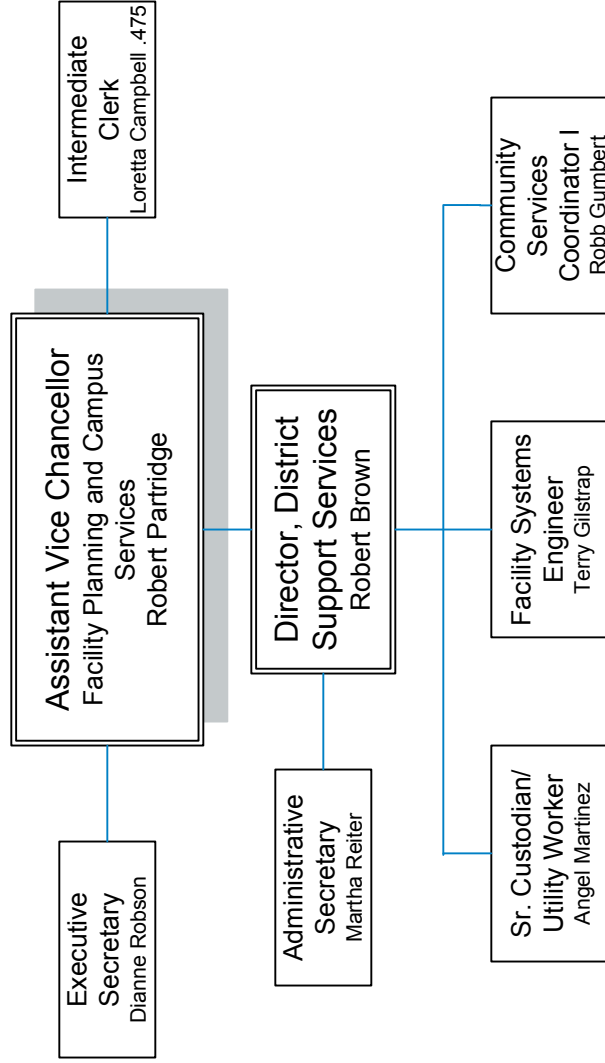 Assistant Vice Chancellor
Facility Planning and Campus
Services
Robert Partridge
Executive
Secretary
Dianne Robson
Intermediate
Clerk
Loretta Campbell .475
Director, District
Support Services
Robert Brown
Administrative
Secretary
Martha Reiter
Sr. Custodian/
Utility Worker
Angel Martinez
Facility Systems
Engineer
Terry Gilstrap
Community
Services
Coordinator I
Robb Gumbert